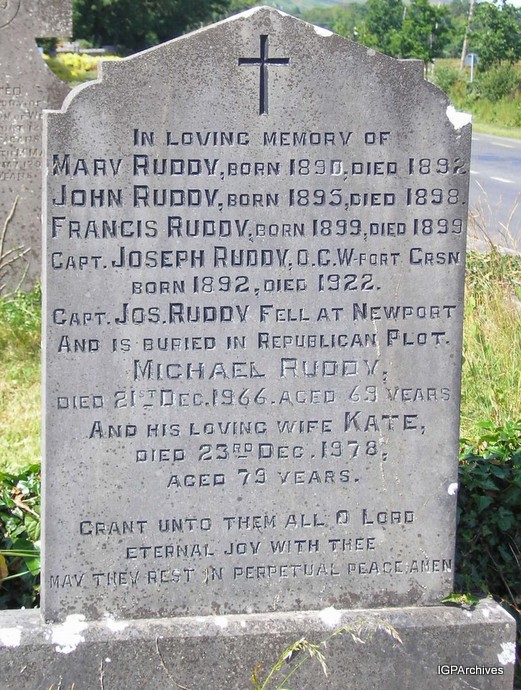 In loving memory of
Mary Ruddy, born 1890, died 1892
John Ruddy, born 1895, died 1898.
Francis Ruddy, born 1899, died 1899
Capt. Joseph Ruddy, O.C. W-port Grsn
born 1892, died 1922.
Capt. Jos. Ruddy Fell at Newport
And is buried in Republican Plot.
Michael Ruddy,
died 21st Dec. 1966. aged 69 years
And his loving wife Kate,
died 23rd Dec. 1978,
aged 79 years.
Grant unto them all O Lord
eternal joy with thee
may they rest in perpetual peace. Amen
IGPArchives